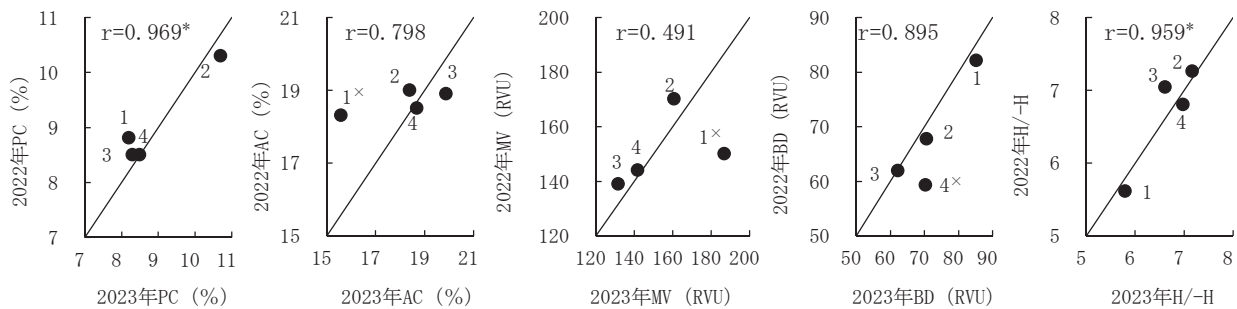 11
10
9
8
7
2022年PC (%)
r=0.969*
2
1
4
3
7 8 9 10 11
2023年PC (%)
21
19
17
15
2022年AC (%)
r=0.798
1×
2
3
4
15 17 19 21
2023年AC (%)
200
180
160
140
120
2022年MV (RVU)
r=0.491
2
1×
3
4
120 140 160 180 200
2023年MV (RVU)
90
80
70
60
50
2022年BD (RVU)
r=0.895
1
2
3
4×
50 60 70 80 90
2023年BD (RVU)
8
7
6
5
2022年H/-H
r=0.959*
3
2
4
1
5 6 7 8
2023年H/-H